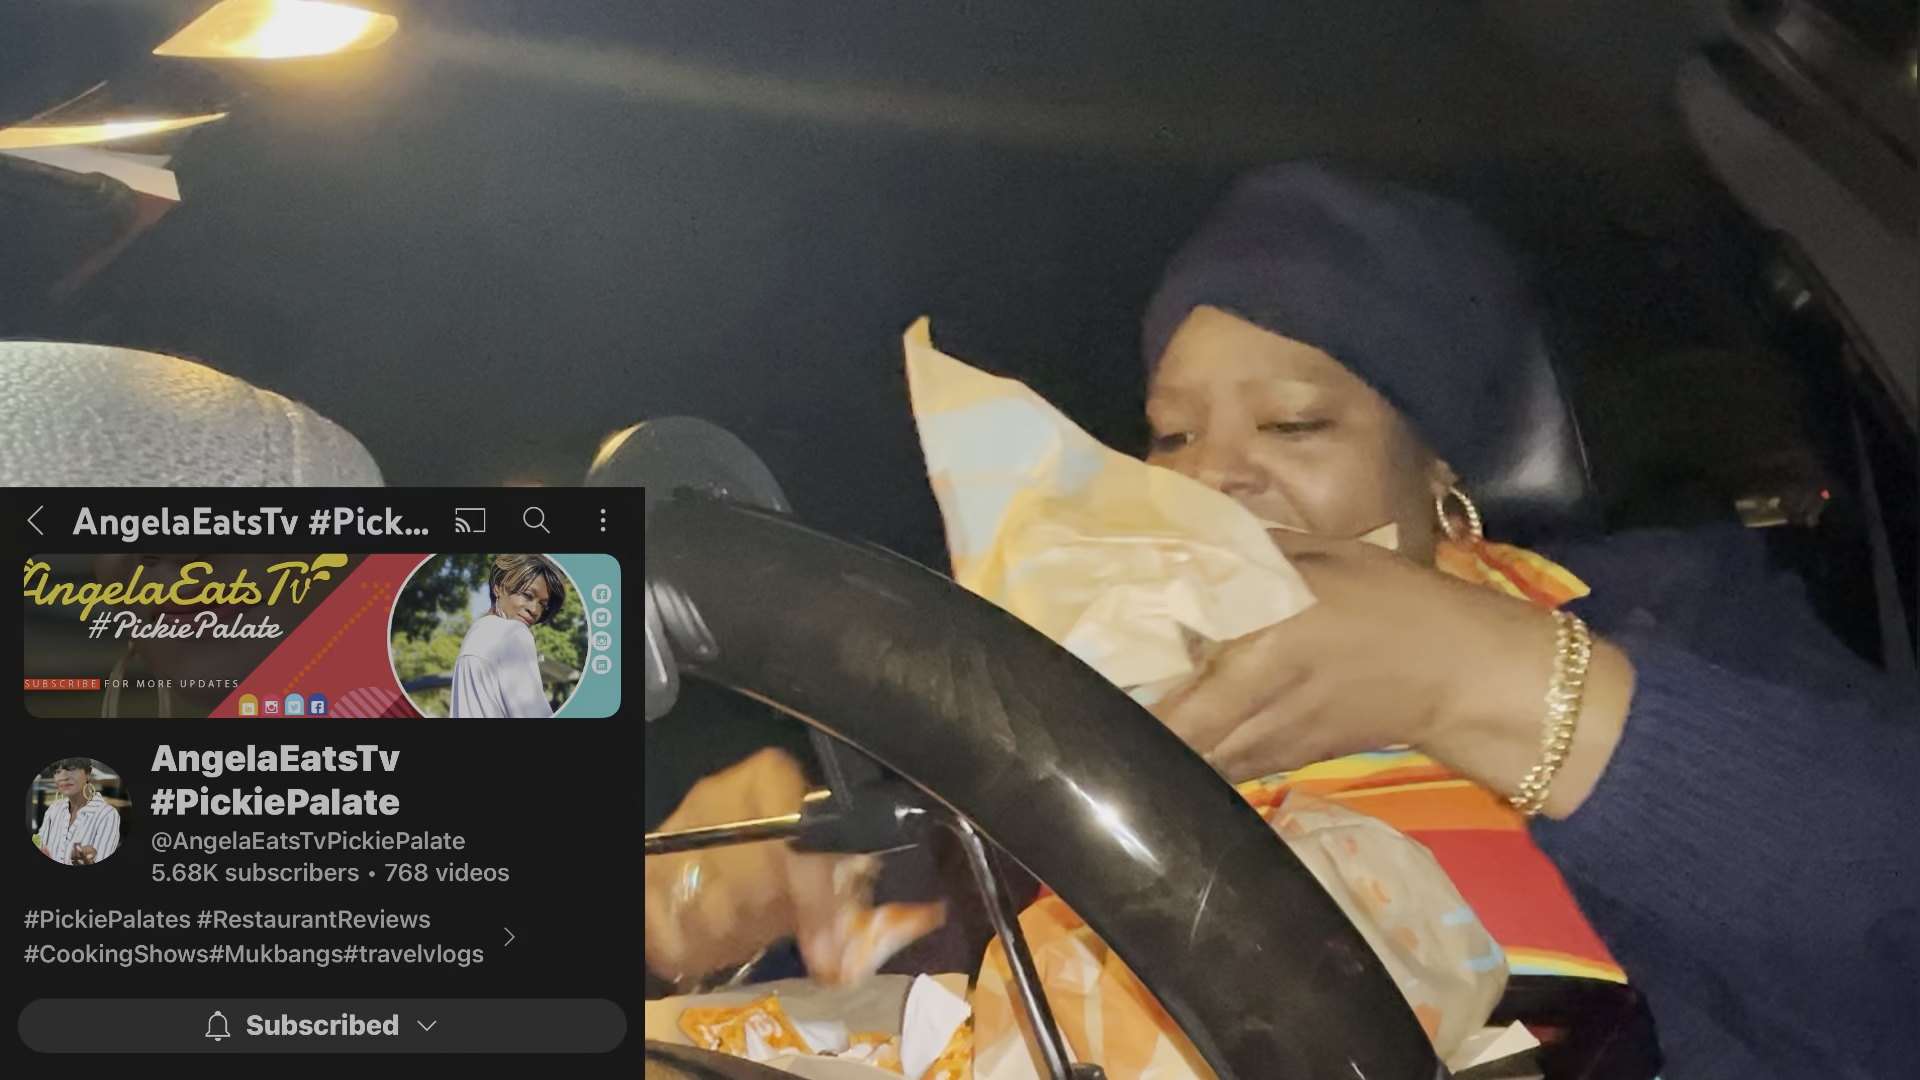 AngelaEatsTv #Pick...
AngelaEatsTv
#PickiePalate
SUBSCRIBE FOR MORE UPDATES
AngelaEatsTv
#PickiePalate
@AngelaEatsTvPickiePalate
5.68K subscribers • 768 videos
#PickiePalates #RestaurantReviews
#CookingShows#Mukbangs#travelvlogs
Subscribed